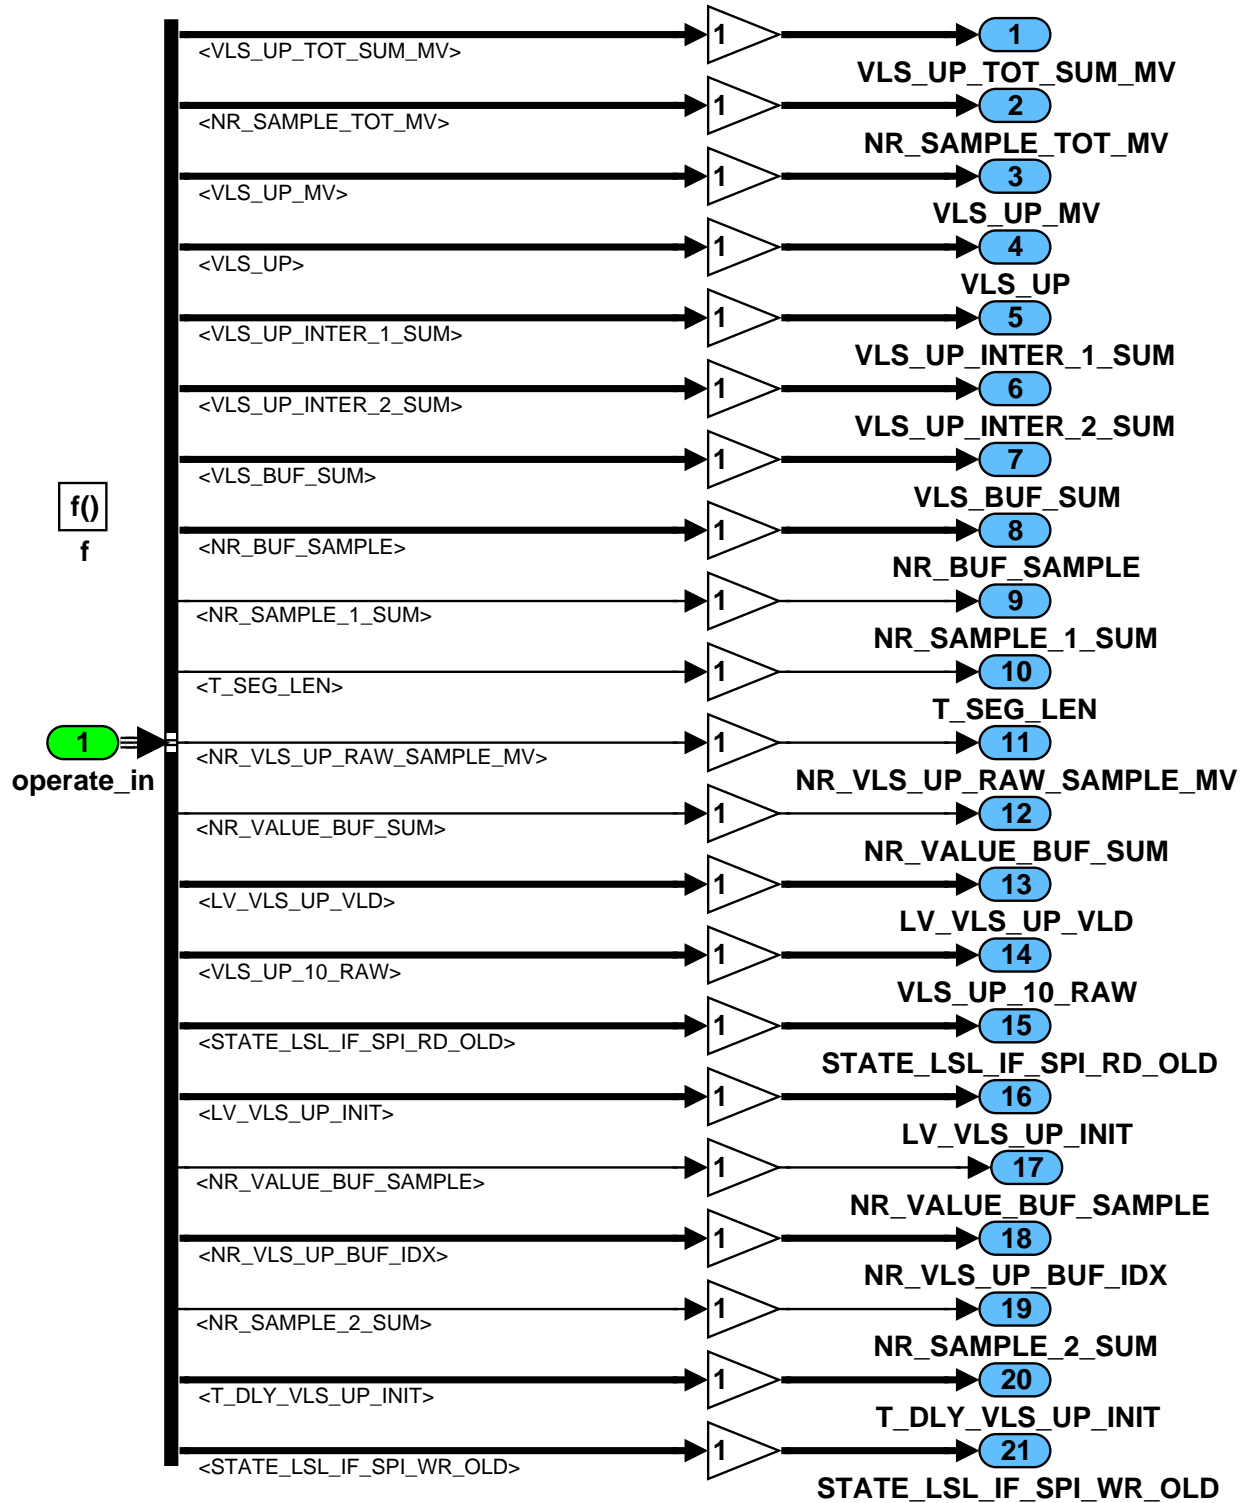 1 1
<VLS_UP_TOT_SUM_MV>
VLS_UP_TOT_SUM_MV
1 2
<NR_SAMPLE_TOT_MV>
NR_SAMPLE_TOT_MV
1 3
<VLS_UP_MV>
VLS_UP_MV
1 4
<VLS_UP>
VLS_UP
1 5
<VLS_UP_INTER_1_SUM>
VLS_UP_INTER_1_SUM
1 6
<VLS_UP_INTER_2_SUM>
VLS_UP_INTER_2_SUM
1 7
<VLS_BUF_SUM>
VLS_BUF_SUM
f()
f
1 8
<NR_BUF_SAMPLE>
NR_BUF_SAMPLE
1 9
<NR_SAMPLE_1_SUM>
NR_SAMPLE_1_SUM
1 10
<T_SEG_LEN>
T_SEG_LEN
1
operate_in
1 11
<NR_VLS_UP_RAW_SAMPLE_MV>
NR_VLS_UP_RAW_SAMPLE_MV
1 12
<NR_VALUE_BUF_SUM>
NR_VALUE_BUF_SUM
1 13
<LV_VLS_UP_VLD>
LV_VLS_UP_VLD
1 14
<VLS_UP_10_RAW>
VLS_UP_10_RAW
1 15
<STATE_LSL_IF_SPI_RD_OLD>
STATE_LSL_IF_SPI_RD_OLD
1 16
<LV_VLS_UP_INIT>
LV_VLS_UP_INIT
1 17
<NR_VALUE_BUF_SAMPLE>
NR_VALUE_BUF_SAMPLE
1 18
<NR_VLS_UP_BUF_IDX>
NR_VLS_UP_BUF_IDX
1 19
<NR_SAMPLE_2_SUM>
NR_SAMPLE_2_SUM
1 20
<T_DLY_VLS_UP_INIT>
T_DLY_VLS_UP_INIT
1 21
<STATE_LSL_IF_SPI_WR_OLD>
STATE_LSL_IF_SPI_WR_OLD